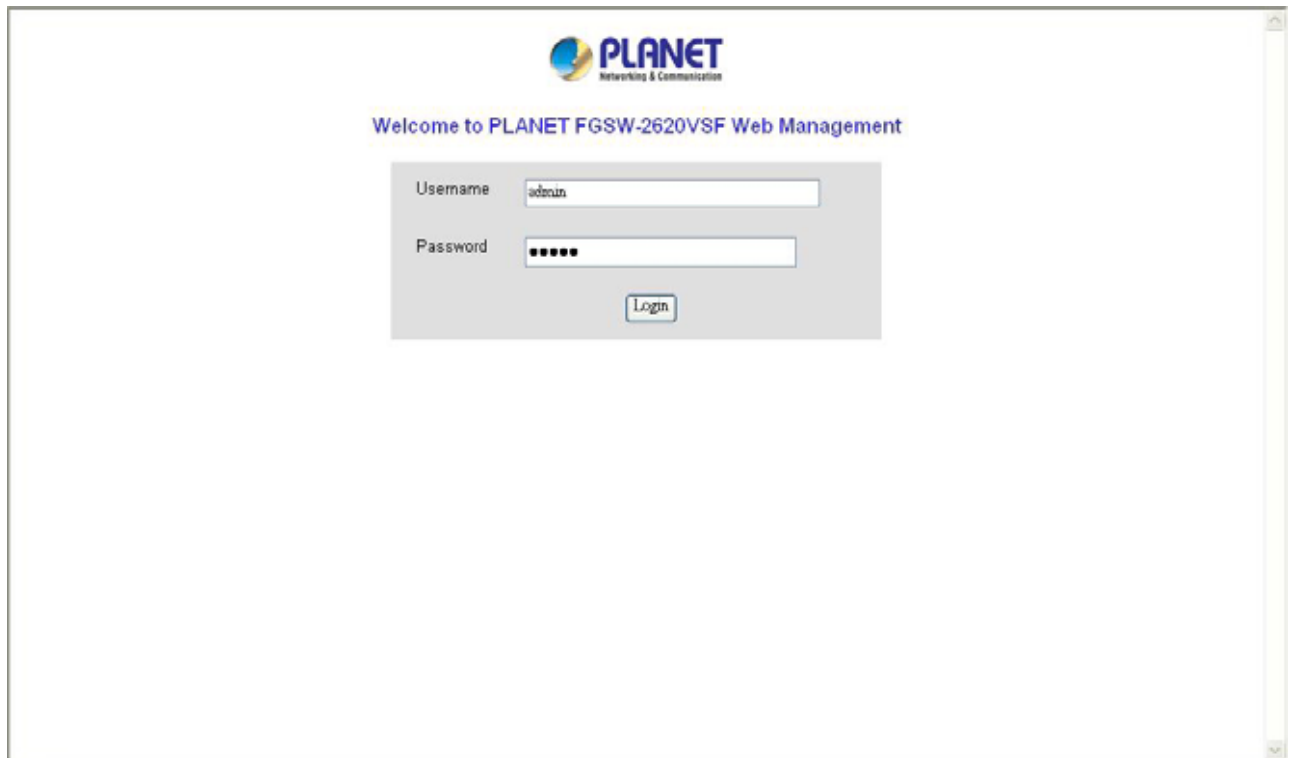 PLANET
Networking & Communication
Welcome to PLANET FGSW-2620VSF Web Management
Username admin
Password •••••
Login